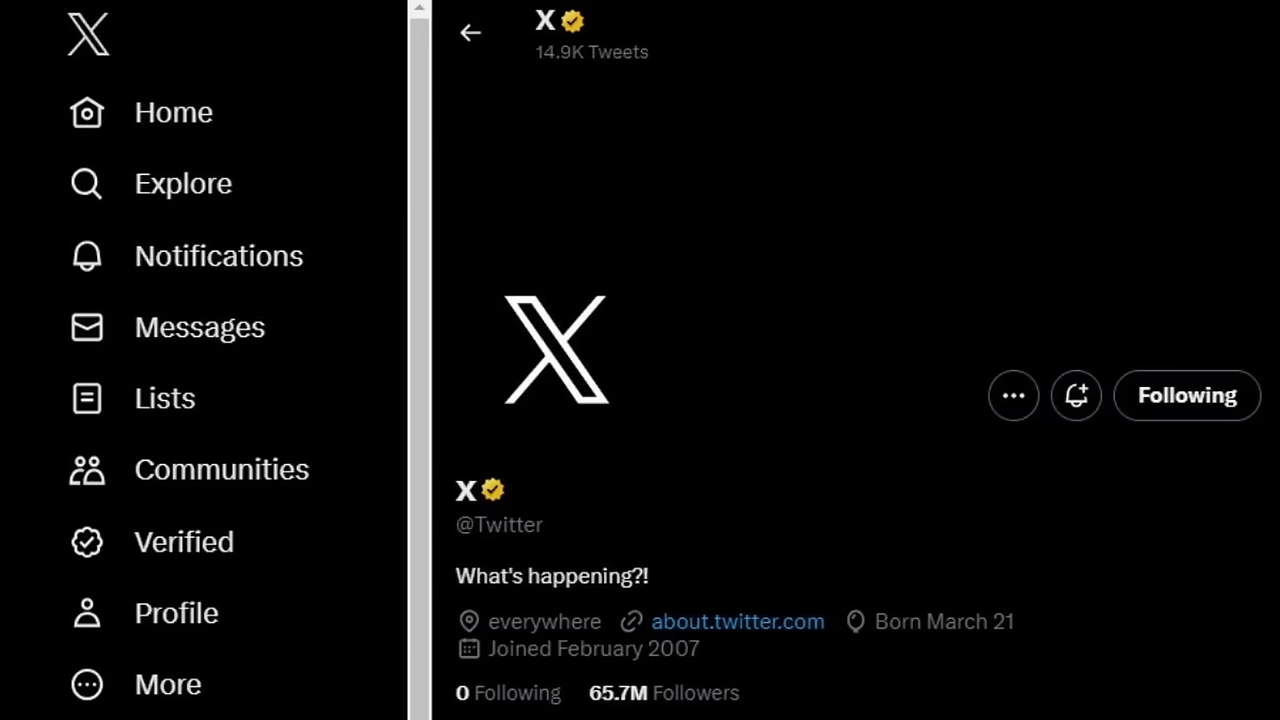 Home
Explore
Notifications
Messages
Lists
Communities
Verified
Profile
More
X
14.9K Tweets
Following
X
@Twitter
What's happening?!
everywhere about.twitter.com Born March 21
Joined February 2007
0 Following 65.7M Followers